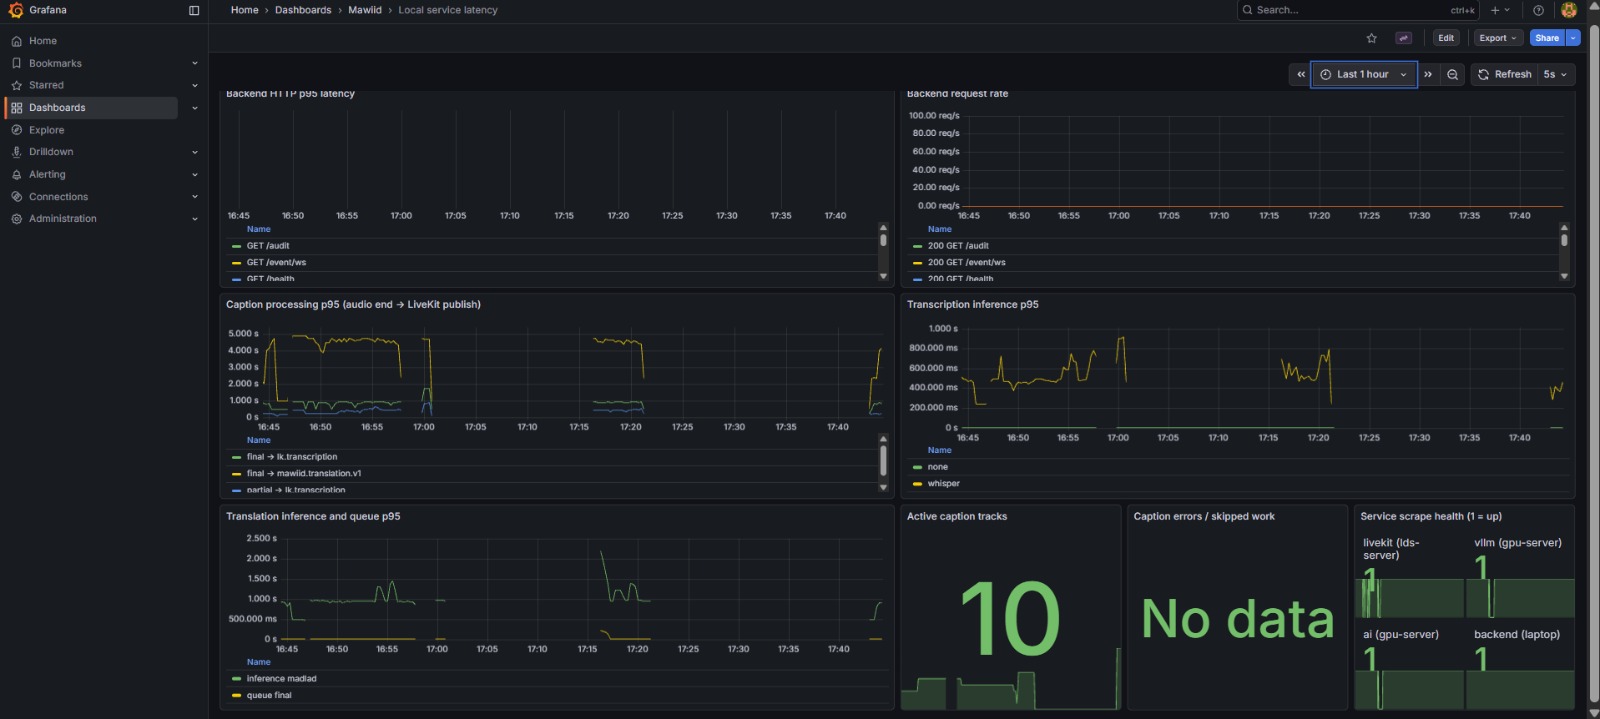 Grafana
Home › Dashboards › Mawiid › Local service latency
Search...
ctrl+k
Home
Bookmarks
Starred
Dashboards
Explore
Drilldown
Alerting
Connections
Administration
Edit
Export
Share
Last 1 hour
Refresh
5s
Backend HTTP p95 latency
16:45 16:50 16:55 17:00 17:05 17:10 17:15 17:20 17:25 17:30 17:35 17:40
Name
GET /audit
GET /event/ws
GET /health
Backend request rate
100.00 req/s
80.00 req/s
60.00 req/s
40.00 req/s
20.00 req/s
0.00 req/s
16:45 16:50 16:55 17:00 17:05 17:10 17:15 17:20 17:25 17:30 17:35 17:40
Name
200 GET /audit
200 GET /event/ws
200 GET /health
Caption processing p95 (audio end → LiveKit publish)
5.000 s
4.000 s
3.000 s
2.000 s
1.000 s
0 s
16:45 16:50 16:55 17:00 17:05 17:10 17:15 17:20 17:25 17:30 17:35 17:40
Name
final → lk.transcription
final → mawiid.translation.v1
partial → lk.transcription
Transcription inference p95
1.000 s
800.000 ms
600.000 ms
400.000 ms
200.000 ms
0 s
16:45 16:50 16:55 17:00 17:05 17:10 17:15 17:20 17:25 17:30 17:35 17:40
Name
none
whisper
Translation inference and queue p95
2.500 s
2.000 s
1.500 s
1.000 s
500.000 ms
0 s
16:45 16:50 16:55 17:00 17:05 17:10 17:15 17:20 17:25 17:30 17:35 17:40
Name
inference madlad
queue final
Active caption tracks
10
Caption errors / skipped work
No data
Service scrape health (1 = up)
livekit (lds-
server)
1
vllm (gpu-server)
1
ai (gpu-server)
1
backend (laptop)
1